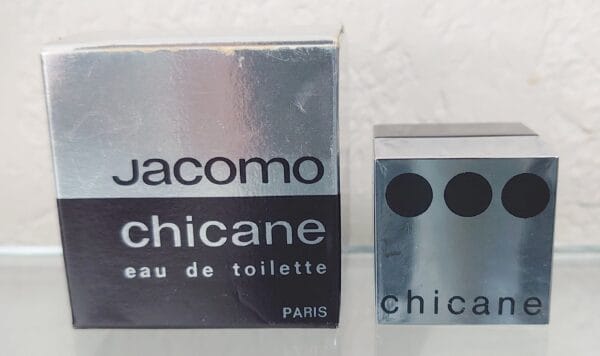 Jacomo
chicane
eau de toilette
PARIS
chicane